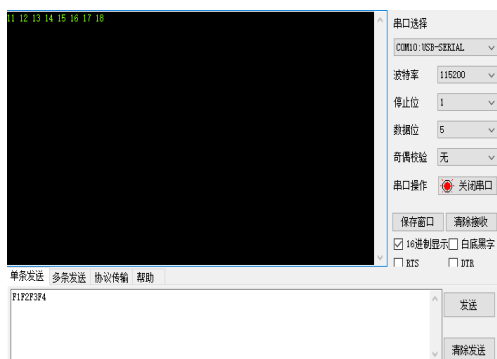 11 12 13 14 15 16 17 18
串口选择
COM10:USB-SERIAL
波特率 115200
停止位 1
数据位 5
奇偶校验 无
串口操作 关闭串口
保存窗口 清除接收
16进制显示 白底黑字
RTS DTR
单条发送 多条发送 协议传输 帮助
F1F2F3F4
发送
清除发送